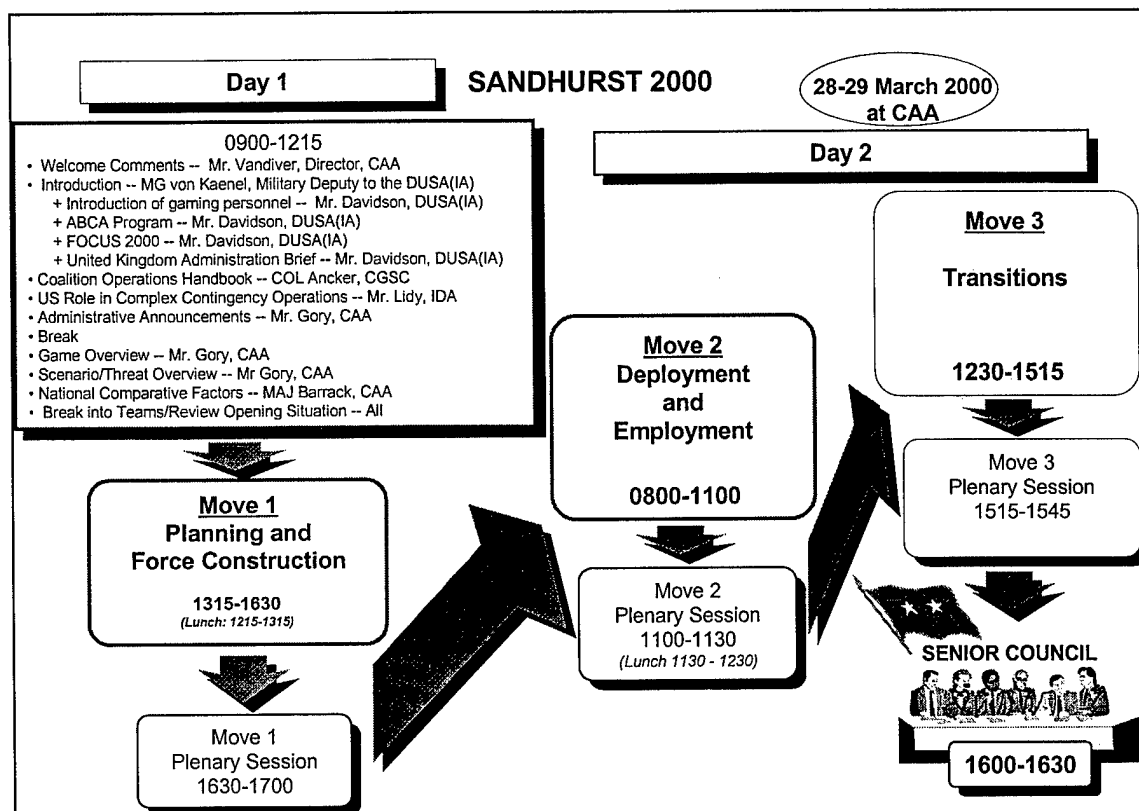 Day 1
SANDHURST 2000
28-29 March 2000
at CAA
0900-1215
• Welcome Comments -- Mr. Vandiver, Director, CAA
• Introduction -- MG von Kaenel, Military Deputy to the DUSA(IA)
+ Introduction of gaming personnel -- Mr. Davidson, DUSA(IA)
+ ABCA Program -- Mr. Davidson, DUSA(IA)
+ FOCUS 2000 -- Mr. Davidson, DUSA(IA)
+ United Kingdom Administration Brief -- Mr. Davidson, DUSA(IA)
• Coalition Operations Handbook -- COL Ancker, CGSC
• US Role in Complex Contingency Operations -- Mr. Lidy, IDA
• Administrative Announcements -- Mr. Gory, CAA
• Break
• Game Overview -- Mr. Gory, CAA
• Scenario/Threat Overview -- Mr Gory, CAA
• National Comparative Factors -- MAJ Barrack, CAA
• Break into Teams/Review Opening Situation -- All
Move 1
Planning and
Force Construction
1315-1630
(Lunch: 1215-1315)
Move 1
Plenary Session
1630-1700
Day 2
Move 2
Deployment
and
Employment
0800-1100
Move 2
Plenary Session
1100-1130
(Lunch 1130 - 1230)
Move 3
Transitions
1230-1515
Move 3
Plenary Session
1515-1545
SENIOR COUNCIL
1600-1630